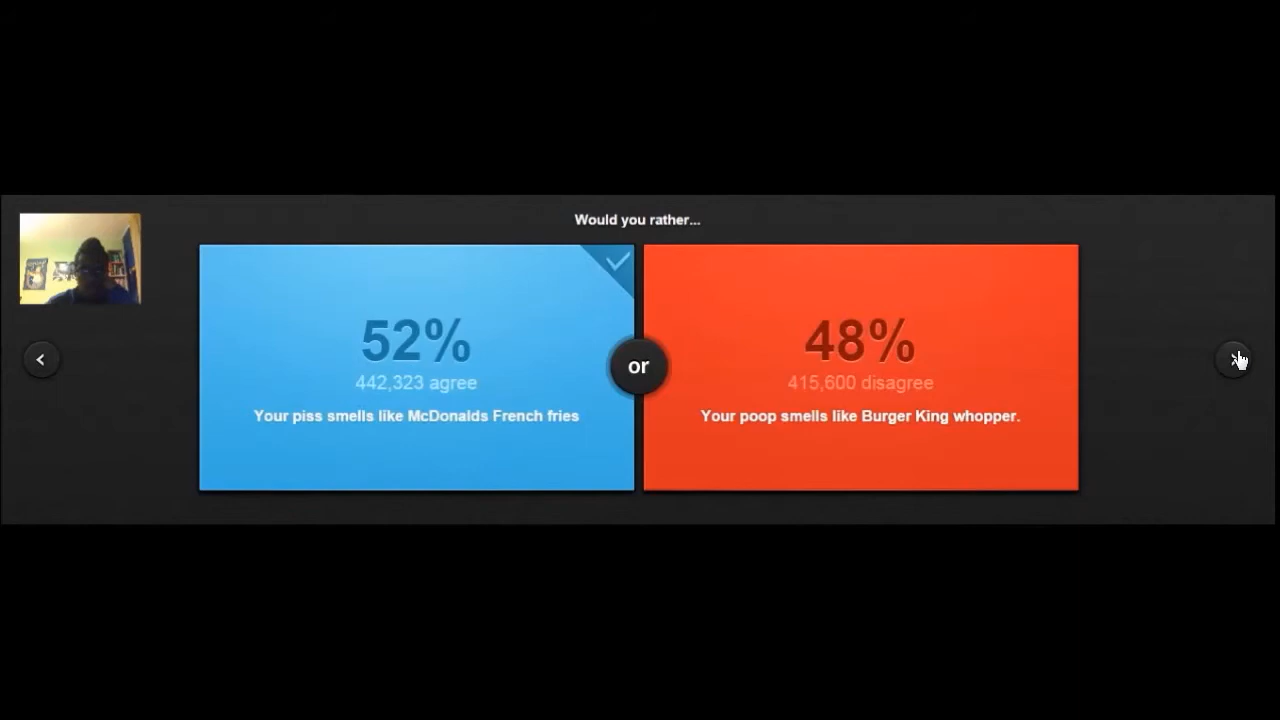 Would you rather...
52%
442,323 agree
Your piss smells like McDonalds French fries
or
48%
415,600 disagree
Your poop smells like Burger King whopper.